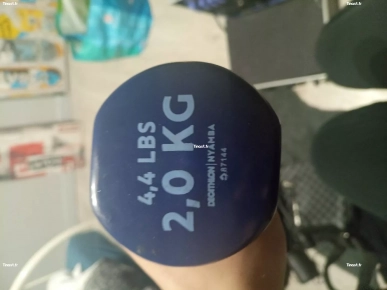 4,4 LBS
2,0 KG
DECATHLON | NYAMBA